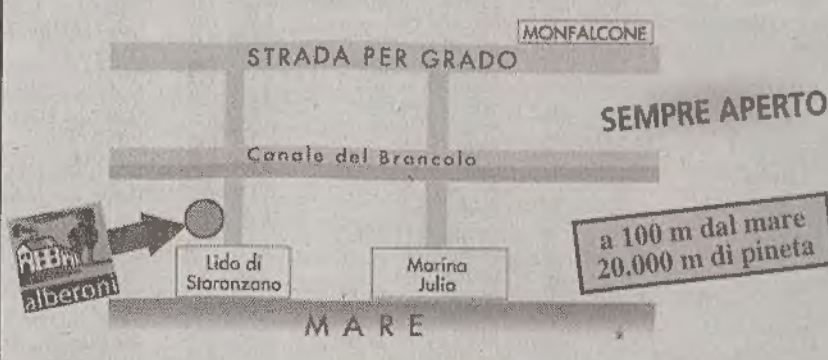 MONFALCONE
STRADA PER GRADO
SEMPRE APERTO
Canale del Brancolo
a 100 m dal mare
20.000 m di pineta
alberoni
Lido di
Staranzano
Marina
Julia
MARE